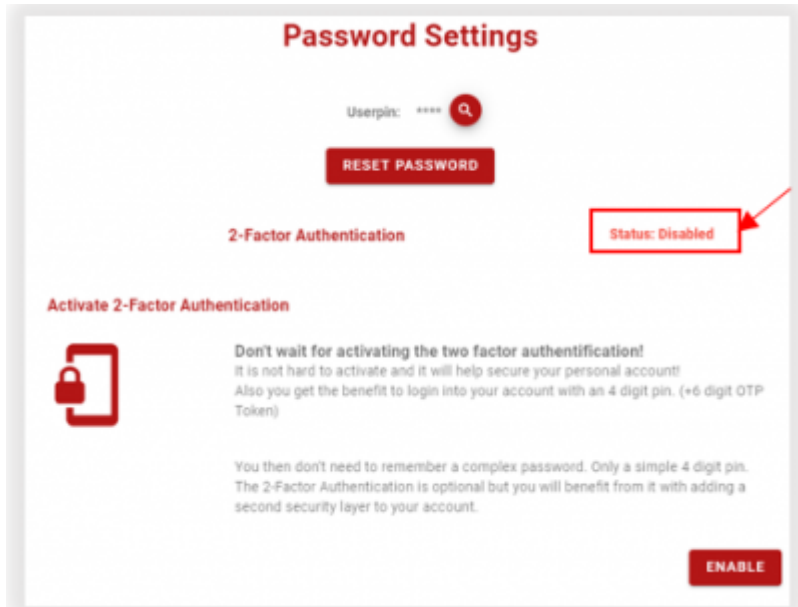 Password Settings
Userpin: ****
RESET PASSWORD
2-Factor Authentication
Status: Disabled
Activate 2-Factor Authentication
Don't wait for activating the two factor authentification!
It is not hard to activate and it will help secure your personal account!
Also you get the benefit to login into your account with an 4 digit pin. (+6 digit OTP
Token)
You then don't need to remember a complex password. Only a simple 4 digit pin.
The 2-Factor Authentication is optional but you will benefit from it with adding a
second security layer to your account.
ENABLE